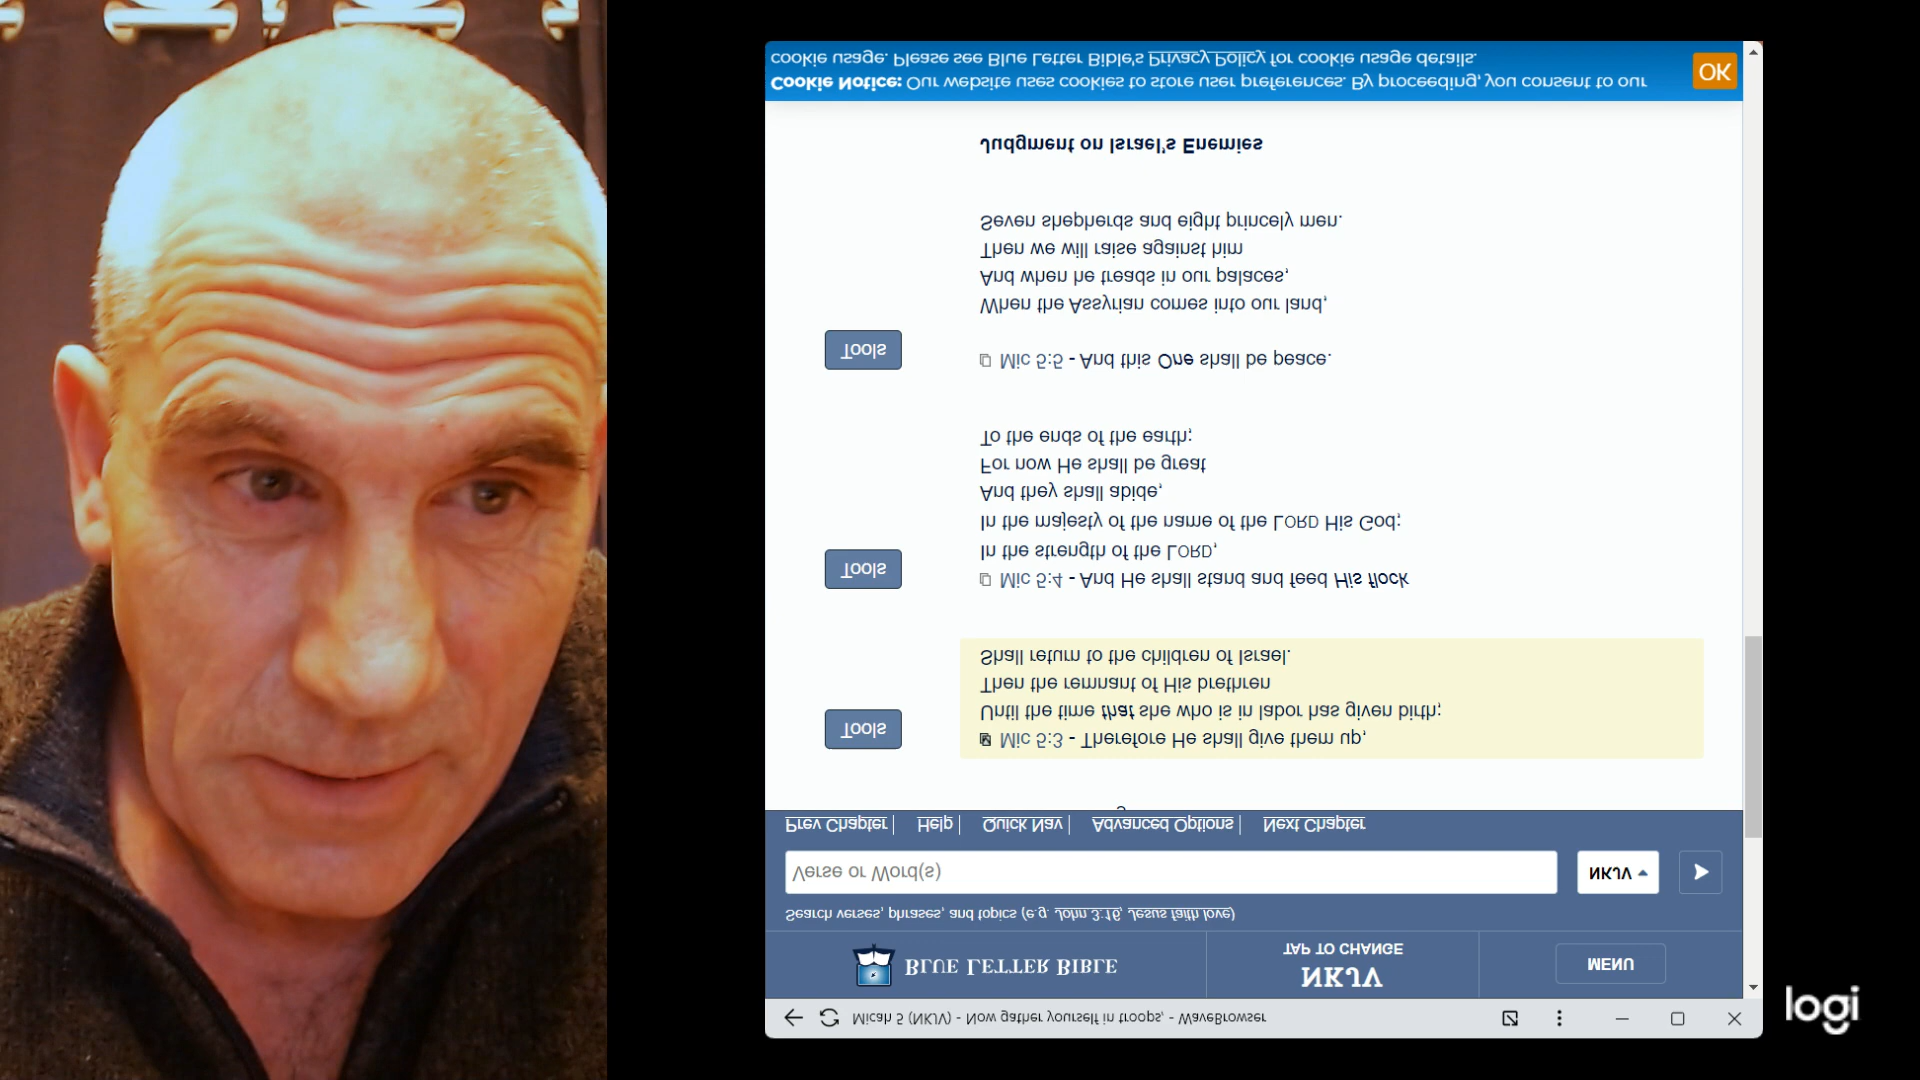 Micah 5 (NKJV) - Now gather yourself in troops, - WaveBrowser
BLUE LETTER BIBLE
NKJV
TAP TO CHANGE
MENU
Search verses, phrases, and topics (e.g. John 3:16, Jesus faith love)
Verse or Word(s)
NKJV
Prev Chapter | Help | Quick Nav | Advanced Options | Next Chapter
Tools
Mic 5:3 - Therefore He shall give them up,
Until the time that she who is in labor has given birth;
Then the remnant of His brethren
Shall return to the children of Israel.
Tools
Mic 5:4 - And He shall stand and feed His flock
In the strength of the LORD,
In the majesty of the name of the LORD His God;
And they shall abide,
For now He shall be great
To the ends of the earth;
Tools
Mic 5:5 - And this One shall be peace.
When the Assyrian comes into our land,
And when he treads in our palaces,
Then we will raise against him
Seven shepherds and eight princely men.
Judgment on Israel's Enemies
Cookie Notice: Our website uses cookies to store user preferences. By proceeding, you consent to our
cookie usage. Please see Blue Letter Bible's Privacy Policy for cookie usage details.
OK
logi